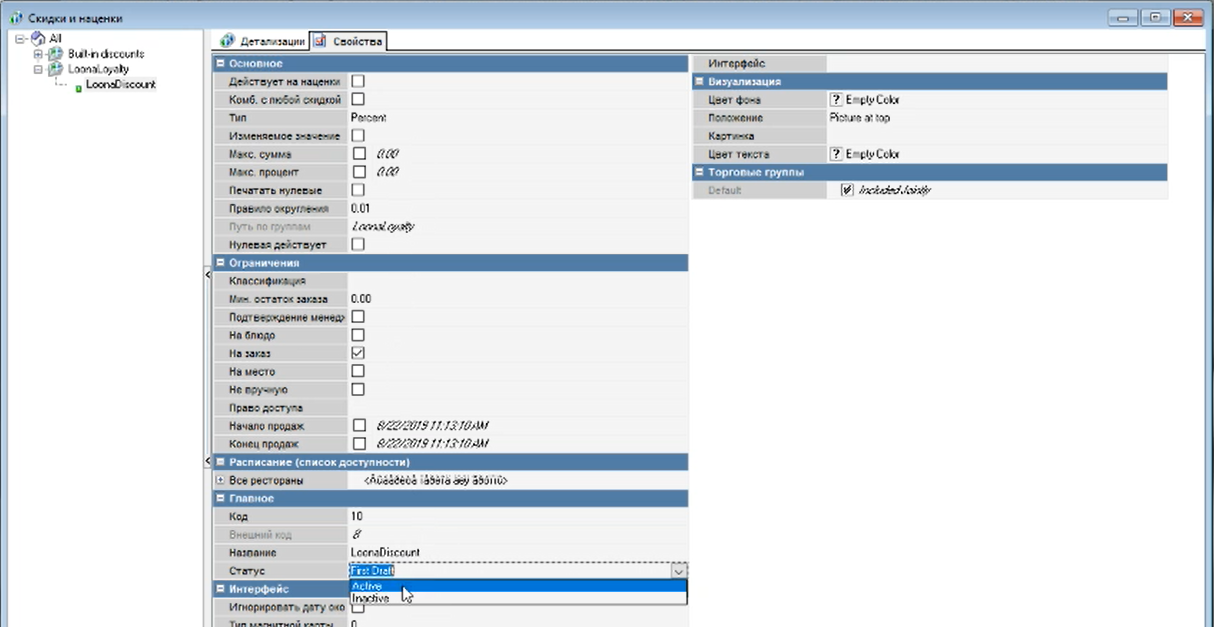 Скидки и наценки
All
Built-in discounts
LoonaLoyalty
LoonaDiscount
Детализации Свойства
Основное
Действует на наценки
Комб. с любой скидкой
Тип Percent
Изменяемое значение
Макс. сумма 0.00
Макс. процент 0.00
Печатать нулевые
Правило округления 0.01
Путь по группам LoonaLoyalty
Нулевая действует
Ограничения
Классификация
Мин. остаток заказа 0.00
Подтверждение менедж
На блюдо
На заказ
На место
Не вручную
Право доступа
Начало продаж 8/22/2019 11:13:10 AM
Конец продаж 8/22/2019 11:13:10 AM
Расписание (список доступности)
Все рестораны
Главное
Код 10
Внешний код 8
Название LoonaDiscount
Статус First Draft
Active
Inactive
Интерфейс
Игнорировать дату око
Тип магнитной карты 0
Интерфейс
Визуализация
Цвет фона ? Empty Color
Положение Picture at top
Картинка
Цвет текста ? Empty Color
Торговые группы
Default Included Jointly